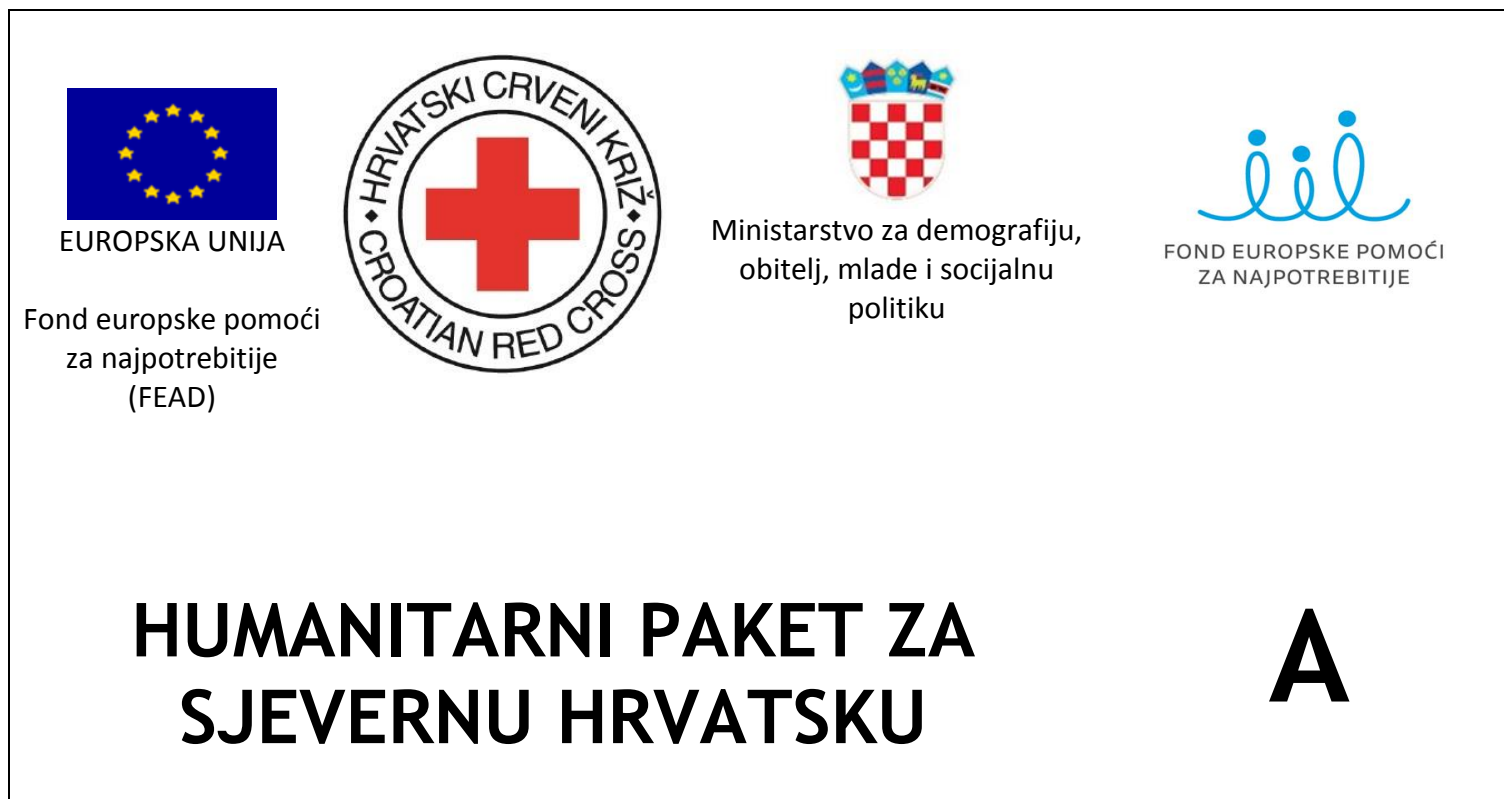 EUROPSKA UNIJA
Fond europske pomoći
za najpotrebitije
(FEAD)
• HRVATSKI CRVENI KRIŽ •
CROATIAN RED CROSS
Ministarstvo za demografiju,
obitelj, mlade i socijalnu
politiku
FOND EUROPSKE POMOĆI
ZA NAJPOTREBITIJE
HUMANITARNI PAKET ZA
SJEVERNU HRVATSKU
A